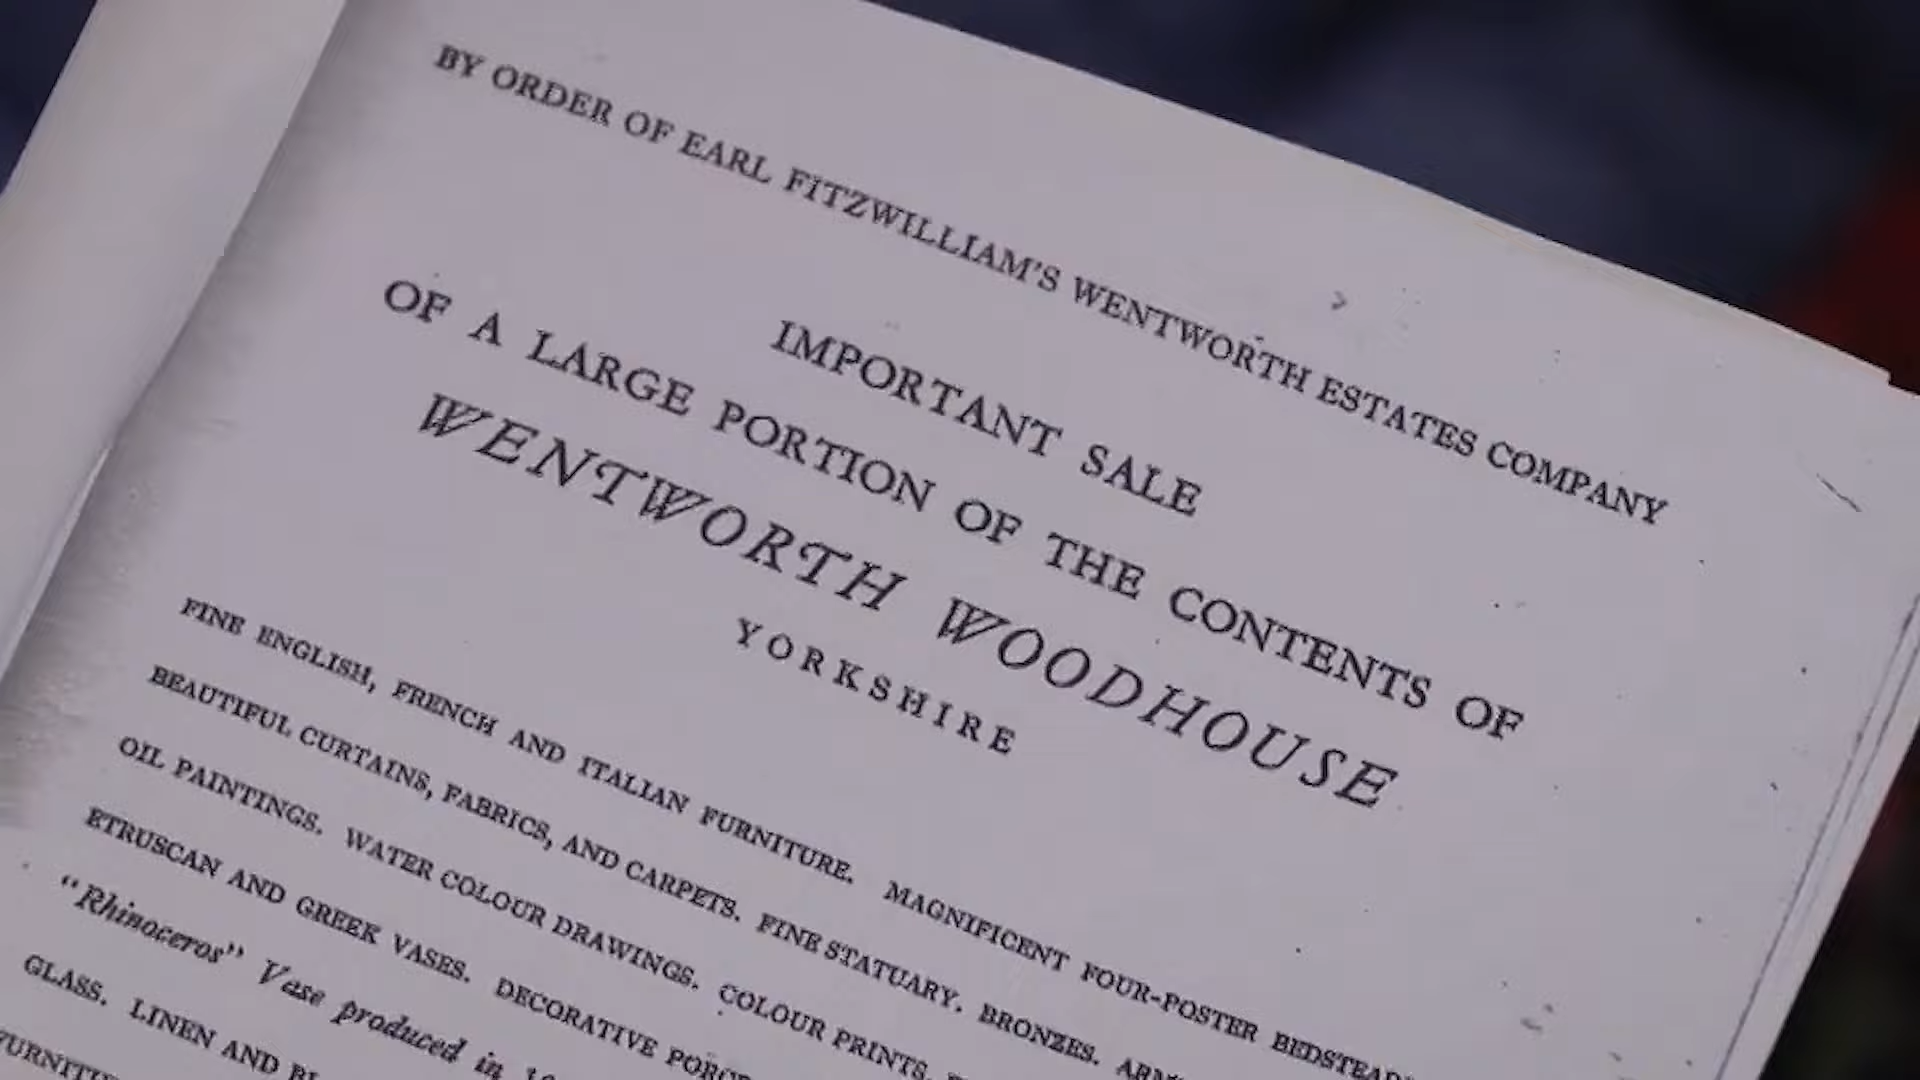 BY ORDER OF EARL FITZWILLIAM'S WENTWORTH ESTATES COMPANY
IMPORTANT SALE
OF A LARGE PORTION OF THE CONTENTS OF
WENTWORTH WOODHOUSE
YORKSHIRE
FINE ENGLISH, FRENCH AND ITALIAN FURNITURE. MAGNIFICENT FOUR-POSTER
BEAUTIFUL CURTAINS, FABRICS, AND CARPETS. FINE STATUARY. BRONZES.
OIL PAINTINGS. WATER COLOUR DRAWINGS. COLOUR PRINTS.
ETRUSCAN AND GREEK VASES. DECORATIVE
"Rhinoceros" Vase produced in
GLASS. LINEN AND